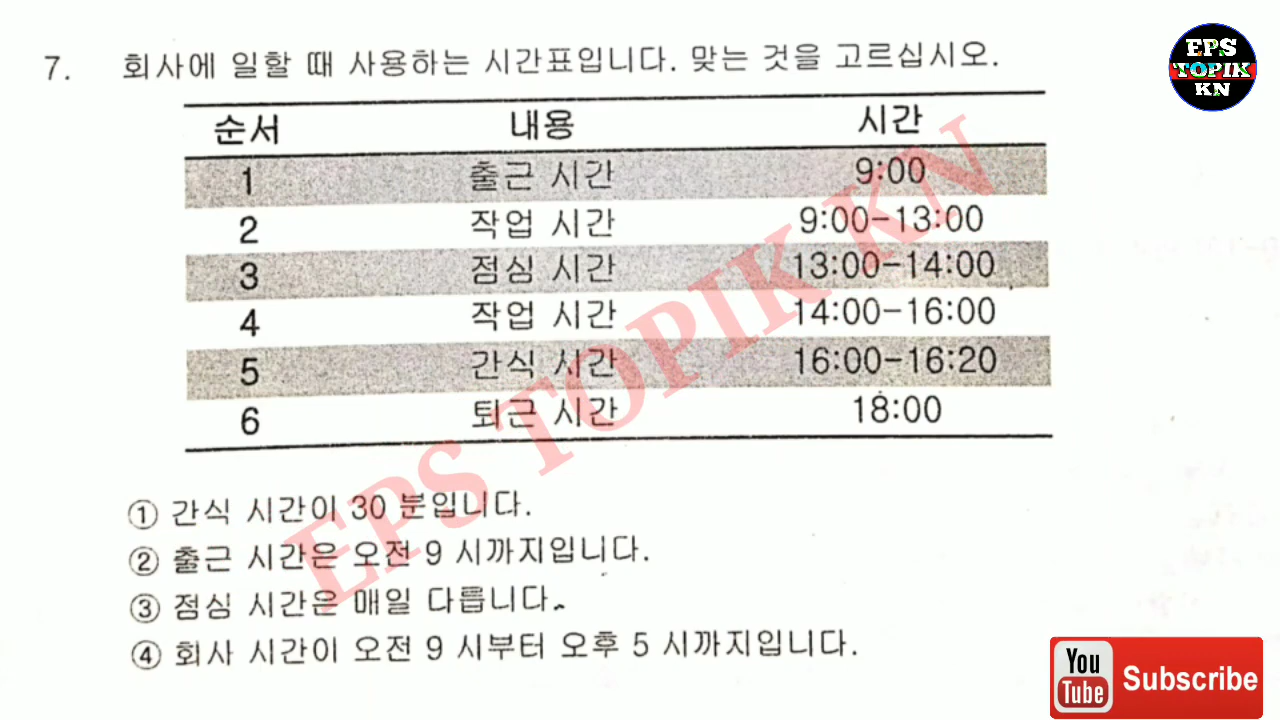 7. 회사에 일할 때 사용하는 시간표입니다. 맞는 것을 고르십시오.
EPS TOPIK KN
순서 내용 시간
1 출근 시간 9:00
2 작업 시간 9:00-13:00
3 점심 시간 13:00-14:00
4 작업 시간 14:00-16:00
5 간식 시간 16:00-16:20
6 퇴근 시간 18:00
EPS TOPIK KN
① 간식 시간이 30 분입니다.
② 출근 시간은 오전 9 시까지입니다.
③ 점심 시간은 매일 다릅니다.
④ 회사 시간이 오전 9 시부터 오후 5 시까지입니다.
You Tube Subscribe